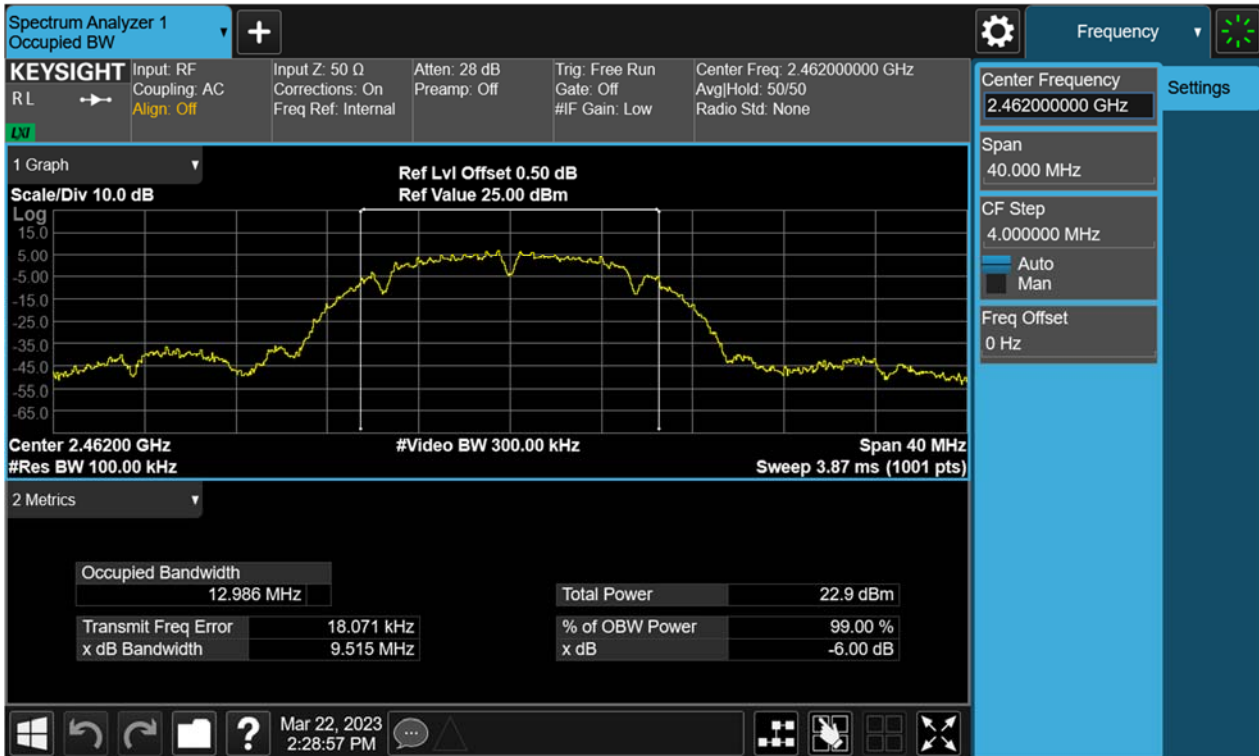 Spectrum Analyzer 1
Occupied BW
Frequency
KEYSIGHT
R L
LXI
Input: RF
Coupling: AC
Align: Off
Input Z: 50 Ω
Corrections: On
Freq Ref: Internal
Atten: 28 dB
Preamp: Off
Trig: Free Run
Gate: Off
#IF Gain: Low
Center Freq: 2.462000000 GHz
Avg|Hold: 50/50
Radio Std: None
Center Frequency
2.462000000 GHz
Settings
Span
40.000 MHz
CF Step
4.000000 MHz
Auto
Man
Freq Offset
0 Hz
1 Graph
Scale/Div 10.0 dB
Ref Lvl Offset 0.50 dB
Ref Value 25.00 dBm
Log
15.0
5.00
-5.00
-15.0
-25.0
-35.0
-45.0
-55.0
-65.0
Center 2.46200 GHz
#Video BW 300.00 kHz
Span 40 MHz
#Res BW 100.00 kHz
Sweep 3.87 ms (1001 pts)
2 Metrics
Occupied Bandwidth
12.986 MHz
Total Power 22.9 dBm
Transmit Freq Error 18.071 kHz
% of OBW Power 99.00 %
x dB Bandwidth 9.515 MHz
x dB -6.00 dB
?
Mar 22, 2023
2:28:57 PM